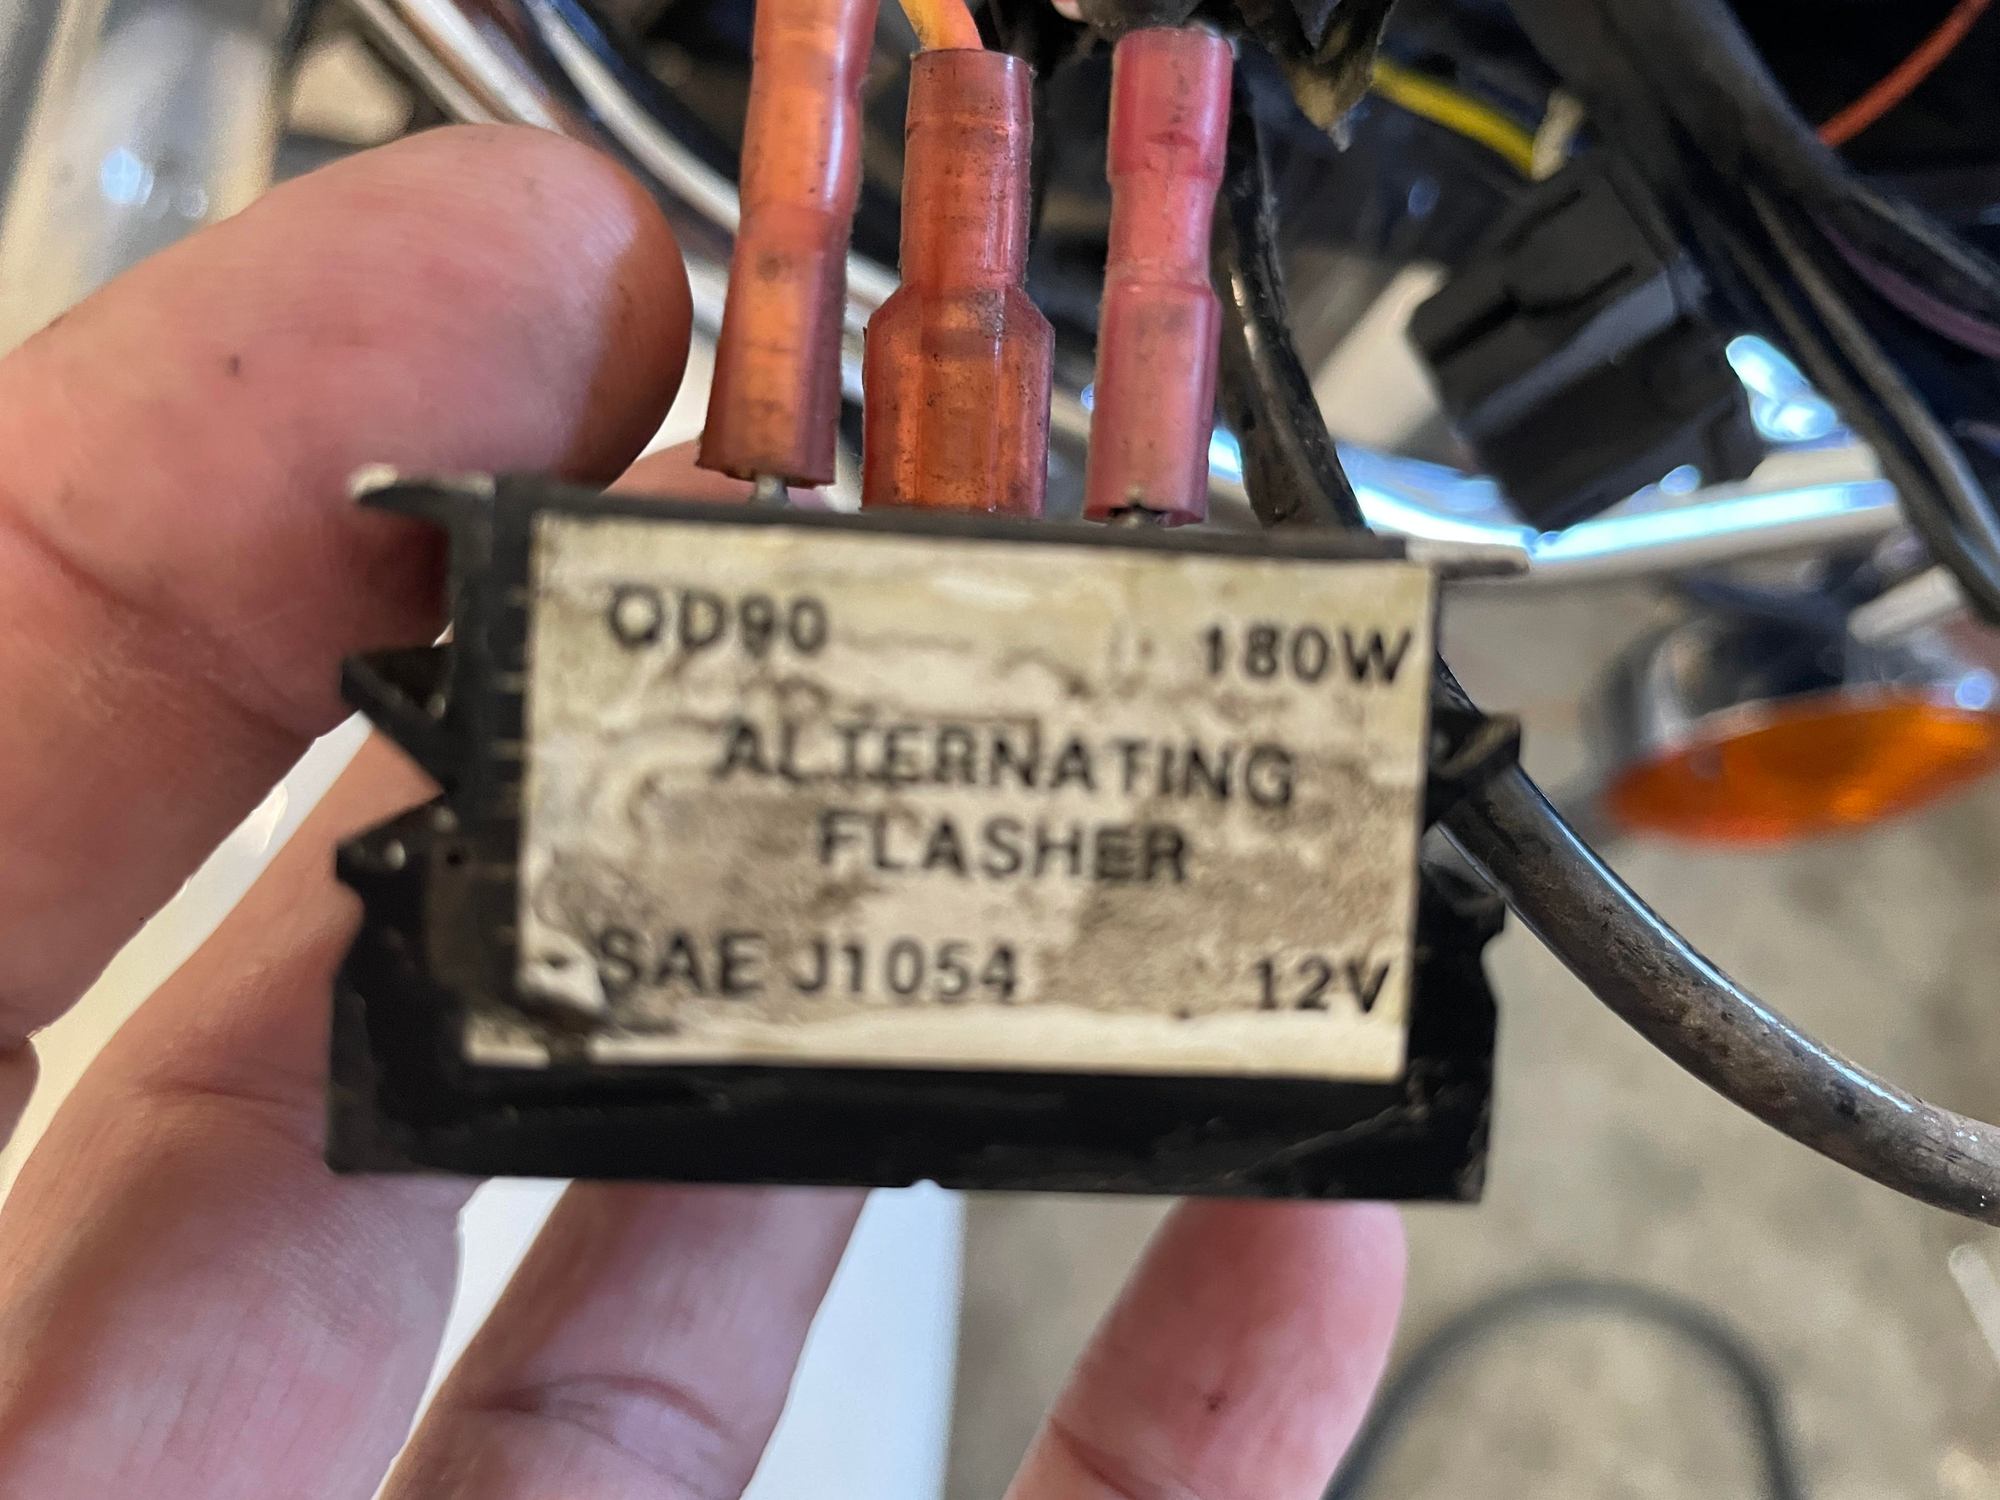 QD90 180W
ALTERNATING
FLASHER
SAE J1054 12V